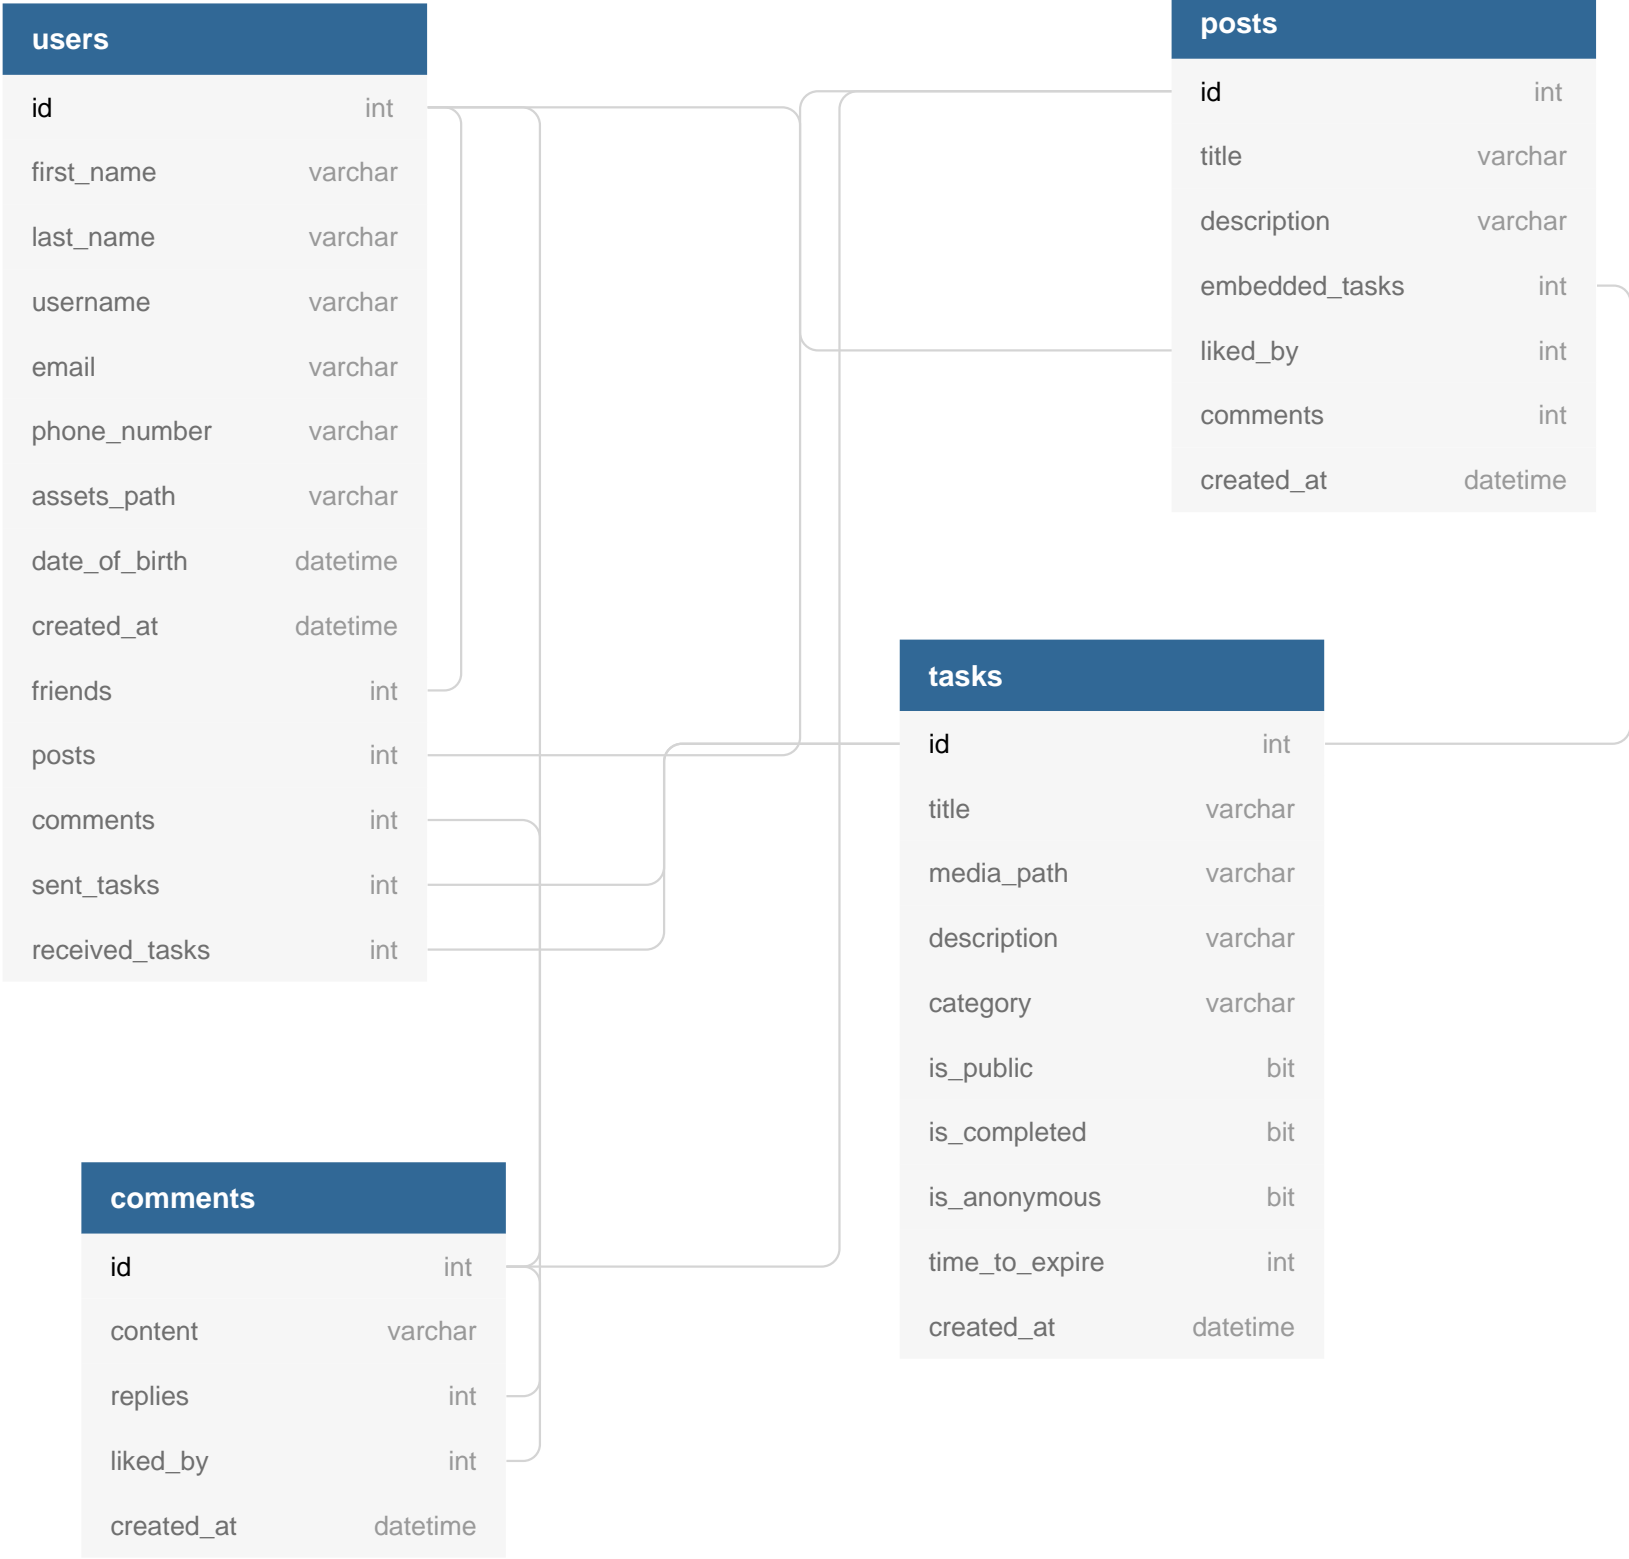 users
id int
first_name varchar
last_name varchar
username varchar
email varchar
phone_number varchar
assets_path varchar
date_of_birth datetime
created_at datetime
friends int
posts int
comments int
sent_tasks int
received_tasks int
posts
id int
title varchar
description varchar
embedded_tasks int
liked_by int
comments int
created_at datetime
tasks
id int
title varchar
media_path varchar
description varchar
category varchar
is_public bit
is_completed bit
is_anonymous bit
time_to_expire int
created_at datetime
comments
id int
content varchar
replies int
liked_by int
created_at datetime